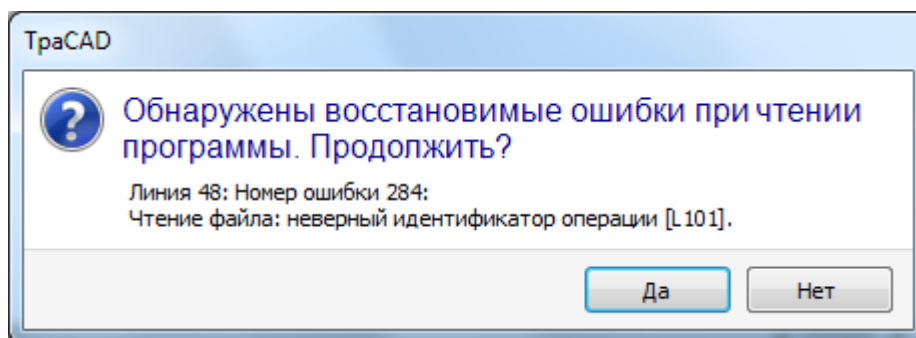 TpaCAD
Обнаружены восстановимые ошибки при чтении
программы. Продолжить?
Линия 48: Номер ошибки 284:
Чтение файла: неверный идентификатор операции [L101].
Да
Нет